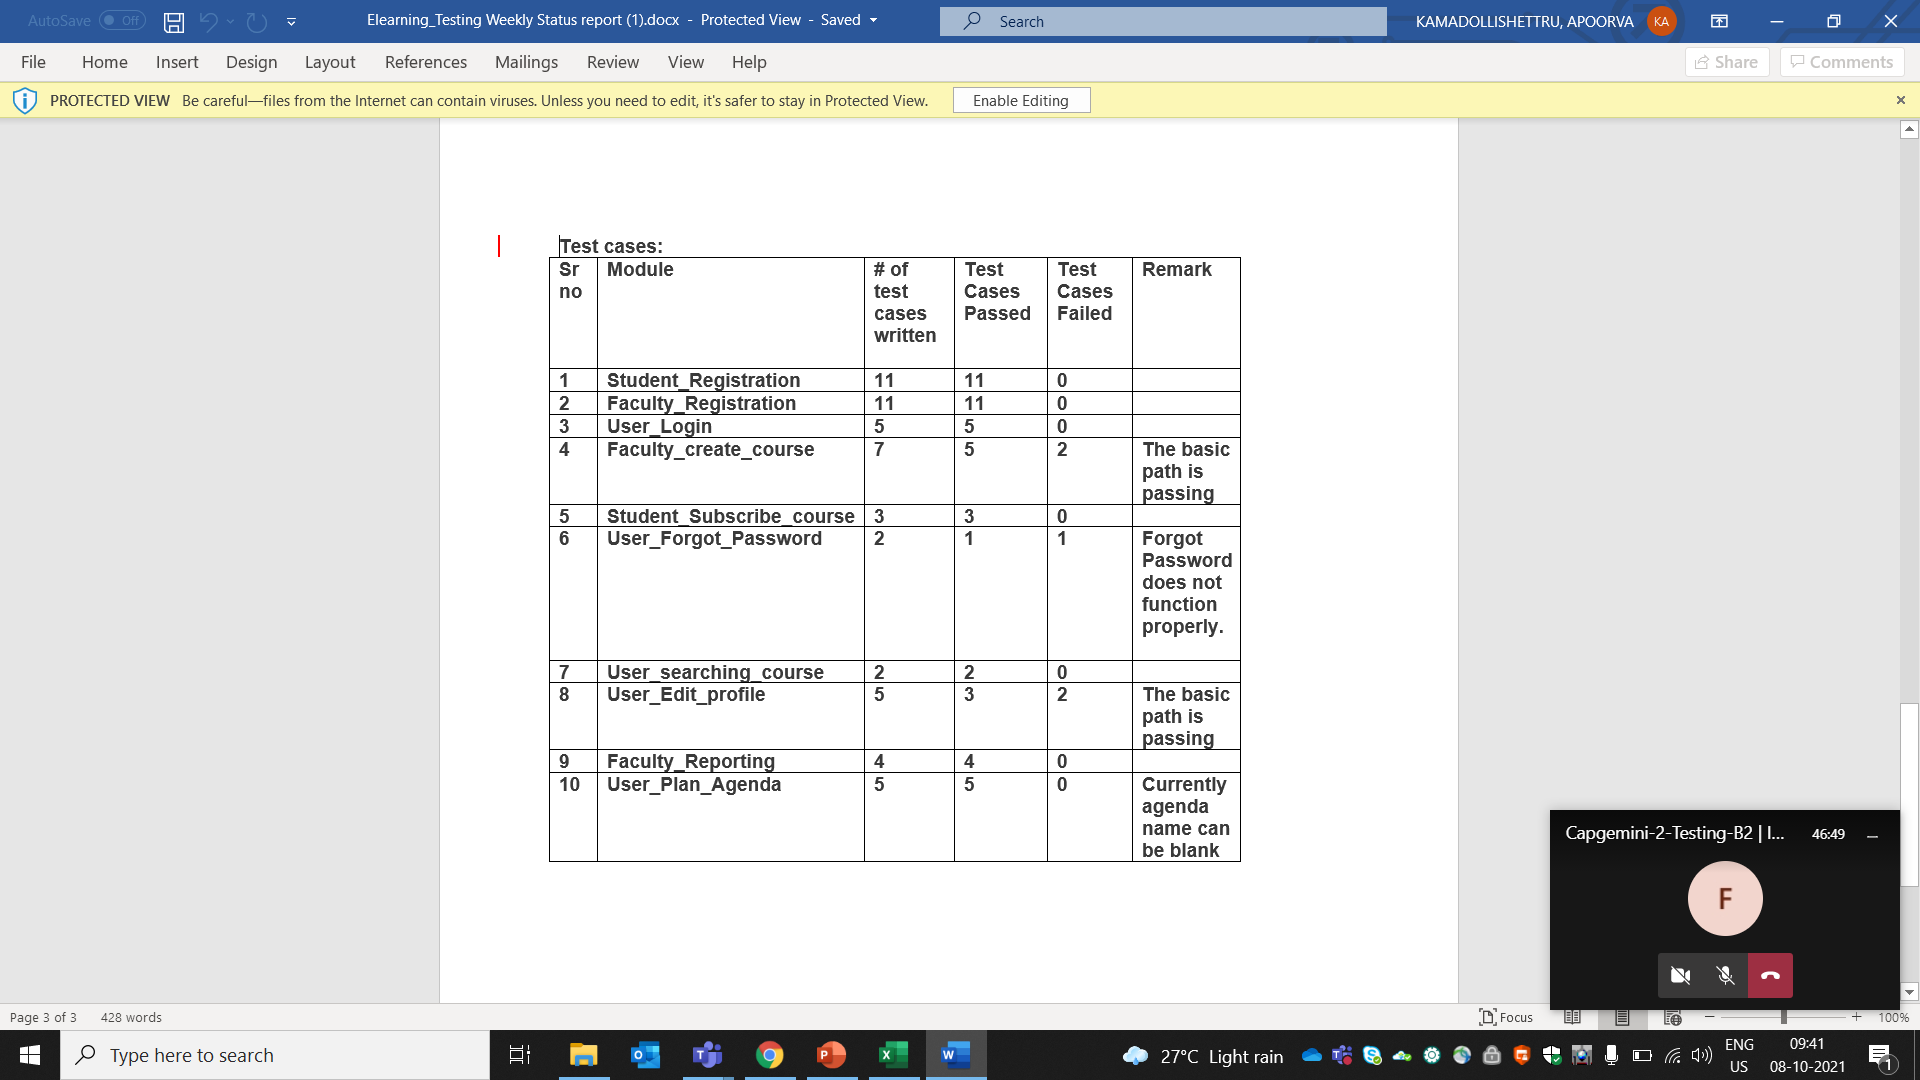 AutoSave Off Elearning_Testing Weekly Status report (1).docx - Protected View - Saved Search KAMADOLLISHETTRU, APOORVA KA
File Home Insert Design Layout References Mailings Review View Help Share Comments
PROTECTED VIEW Be careful—files from the Internet can contain viruses. Unless you need to edit, it's safer to stay in Protected View. Enable Editing
Test cases:
Sr no Module # of test cases written Test Cases Passed Test Cases Failed Remark
1 Student_Registration 11 11 0
2 Faculty_Registration 11 11 0
3 User_Login 5 5 0
4 Faculty_create_course 7 5 2 The basic
path is
passing
5 Student_Subscribe_course 3 3 0
6 User_Forgot_Password 2 1 1 Forgot
Password
does not
function
properly.
7 User_searching_course 2 2 0
8 User_Edit_profile 5 3 2 The basic
path is
passing
9 Faculty_Reporting 4 4 0
10 User_Plan_Agenda 5 5 0 Currently
agenda
name can
be blank
Capgemini-2-Testing-B2 | I... 46:49
F
Page 3 of 3 428 words Focus 100%
Type here to search 27°C Light rain ENG 09:41
US 08-10-2021 1